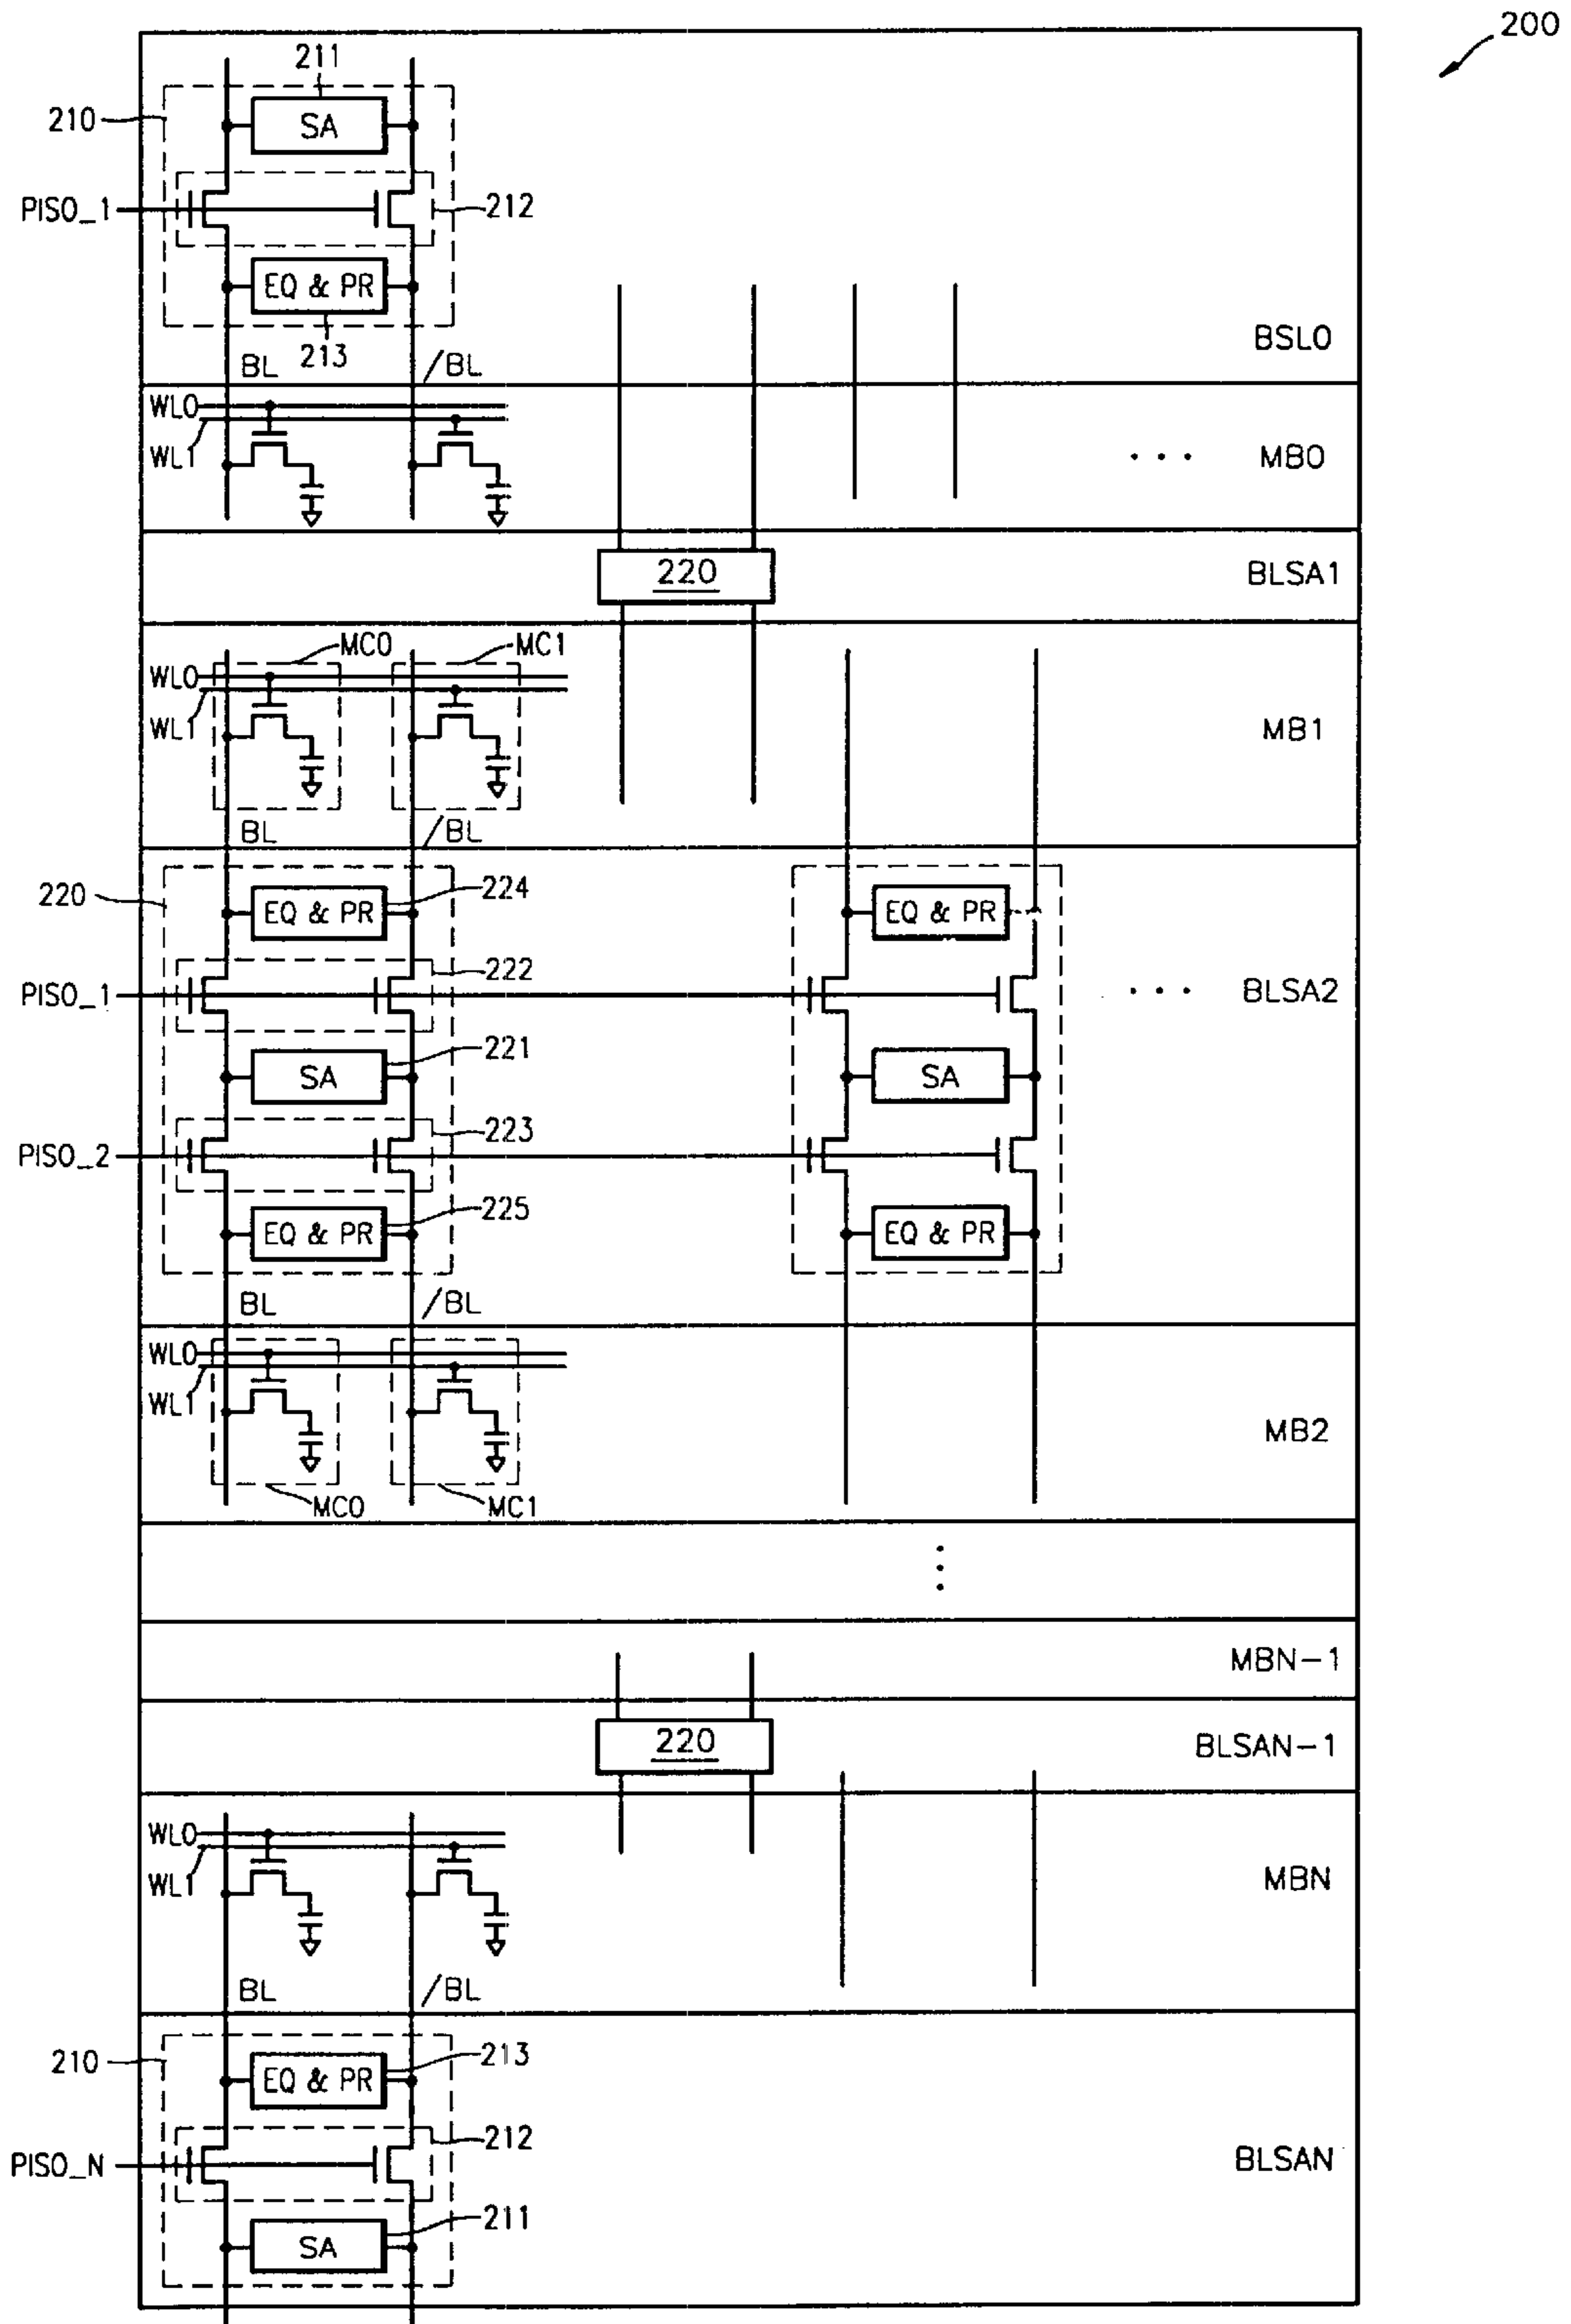 200
211
210
SA
PISO_1
212
EQ & PR
213
BSL0
BL
/BL
WL0
WL1
MB0
220
BLSA1
MC0
MC1
WL0
WL1
MB1
BL
/BL
220
EQ & PR
224
EQ & PR
222
PISO_1
BLSA2
221
SA
SA
223
PISO_2
225
EQ & PR
EQ & PR
BL
/BL
WL0
WL1
MB2
MC0
MC1
MBN-1
220
BLSAN-1
WL0
WL1
MBN
BL
/BL
210
213
EQ & PR
212
PISO_N
BLSAN
211
SA